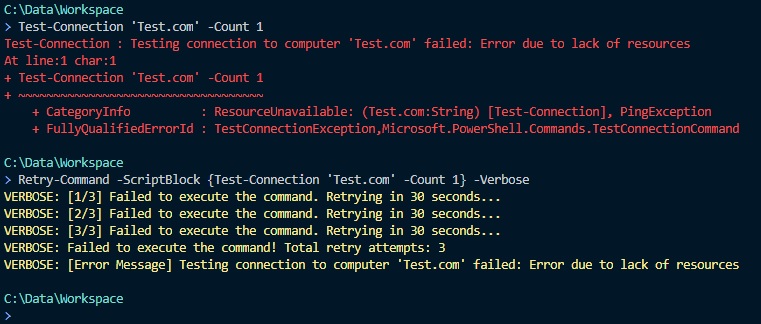 C:\Data\Workspace
> Test-Connection 'Test.com' -Count 1
Test-Connection : Testing connection to computer 'Test.com' failed: Error due to lack of resources
At line:1 char:1
+ Test-Connection 'Test.com' -Count 1
+ ~~~~~~~~~~~~~~~~~~~~~~~~~~~~~~~~~~~
    + CategoryInfo          : ResourceUnavailable: (Test.com:String) [Test-Connection], PingException
    + FullyQualifiedErrorId : TestConnectionException,Microsoft.PowerShell.Commands.TestConnectionCommand
C:\Data\Workspace
> Retry-Command -ScriptBlock {Test-Connection 'Test.com' -Count 1} -Verbose
VERBOSE: [1/3] Failed to execute the command. Retrying in 30 seconds...
VERBOSE: [2/3] Failed to execute the command. Retrying in 30 seconds...
VERBOSE: [3/3] Failed to execute the command. Retrying in 30 seconds...
VERBOSE: Failed to execute the command! Total retry attempts: 3
VERBOSE: [Error Message] Testing connection to computer 'Test.com' failed: Error due to lack of resources
C:\Data\Workspace
>